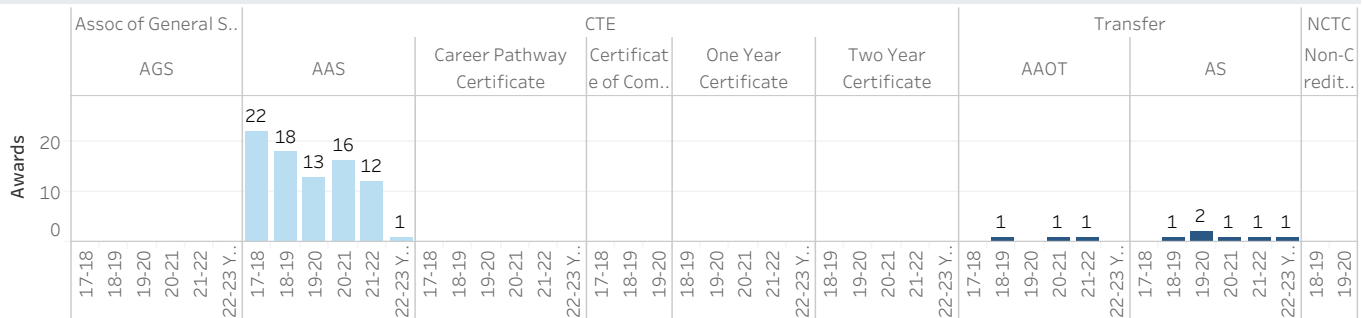 Assoc of General S.. CTE Transfer NCTC
AGS AAS Career Pathway Certificate Certificat e of Com.. One Year Certificate Two Year Certificate AAOT AS Non-C redit..
Awards
20
10
0
22 18 13 16 12 1
1 1 1
1 2 1 1 1
17-18 18-19 19-20 20-21 21-22 22-23 Y..
17-18 18-19 19-20 20-21 21-22 22-23 Y..
17-18 18-19 19-20 20-21 21-22 22-23 Y..
18-19 19-20 20-21
18-19 19-20 20-21 21-22 22-23 Y..
18-19 19-20 20-21 21-22 22-23 Y..
17-18 18-19 19-20 20-21 21-22 22-23 Y..
17-18 18-19 19-20 20-21 21-22 22-23 Y..
18-19 19-20